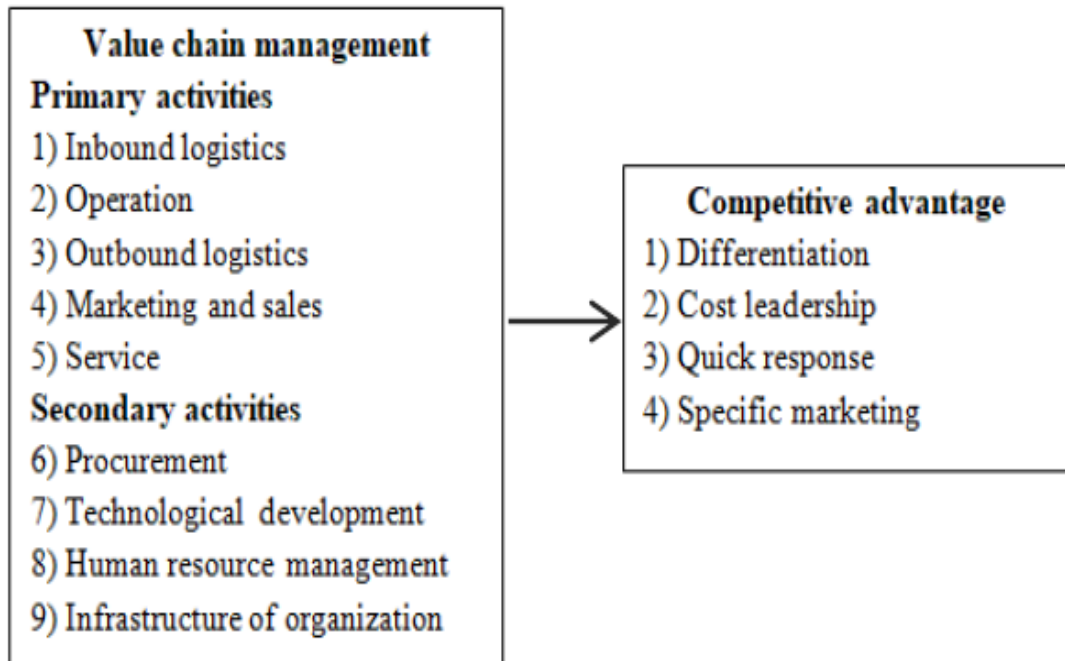 Value chain management
Primary activities
1) Inbound logistics
2) Operation
3) Outbound logistics
4) Marketing and sales
5) Service
Secondary activities
6) Procurement
7) Technological development
8) Human resource management
9) Infrastructure of organization
Competitive advantage
1) Differentiation
2) Cost leadership
3) Quick response
4) Specific marketing